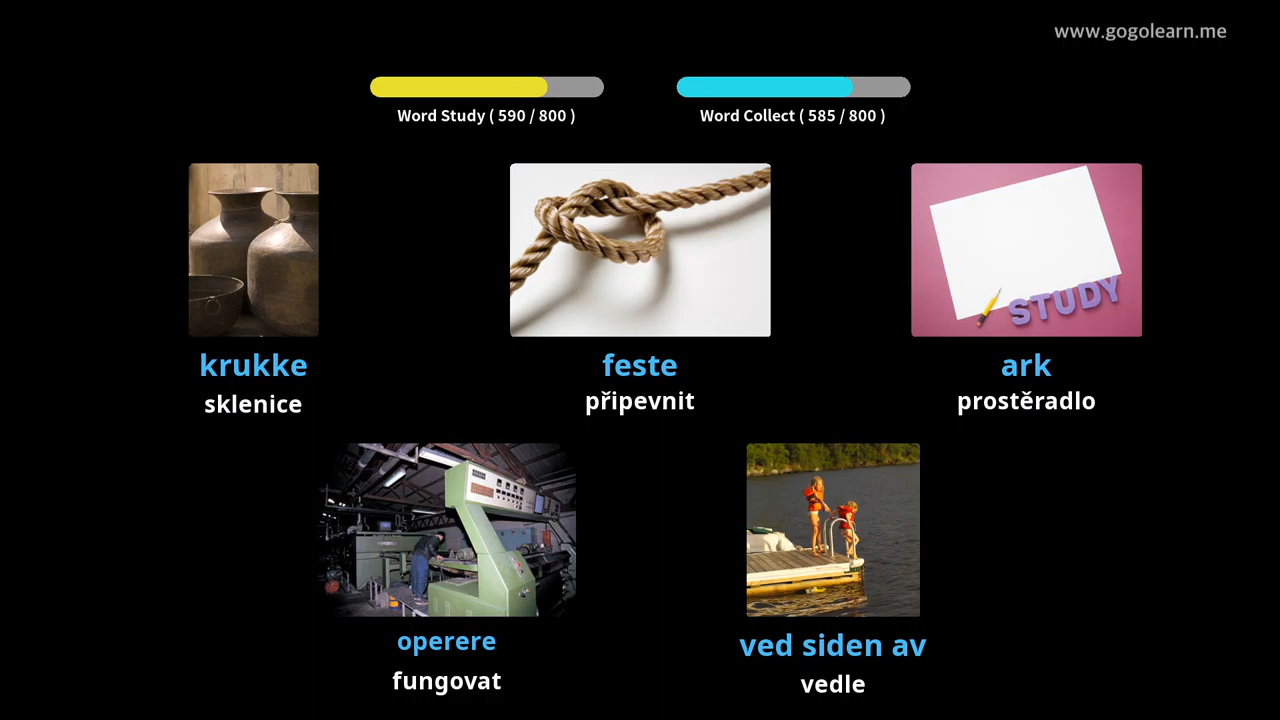 www.gogolearn.me
Word Study ( 590 / 800 )
Word Collect ( 585 / 800 )
STUDY
krukke
sklenice
feste
připevnit
ark
prostěradlo
operere
fungovat
ved siden av
vedle